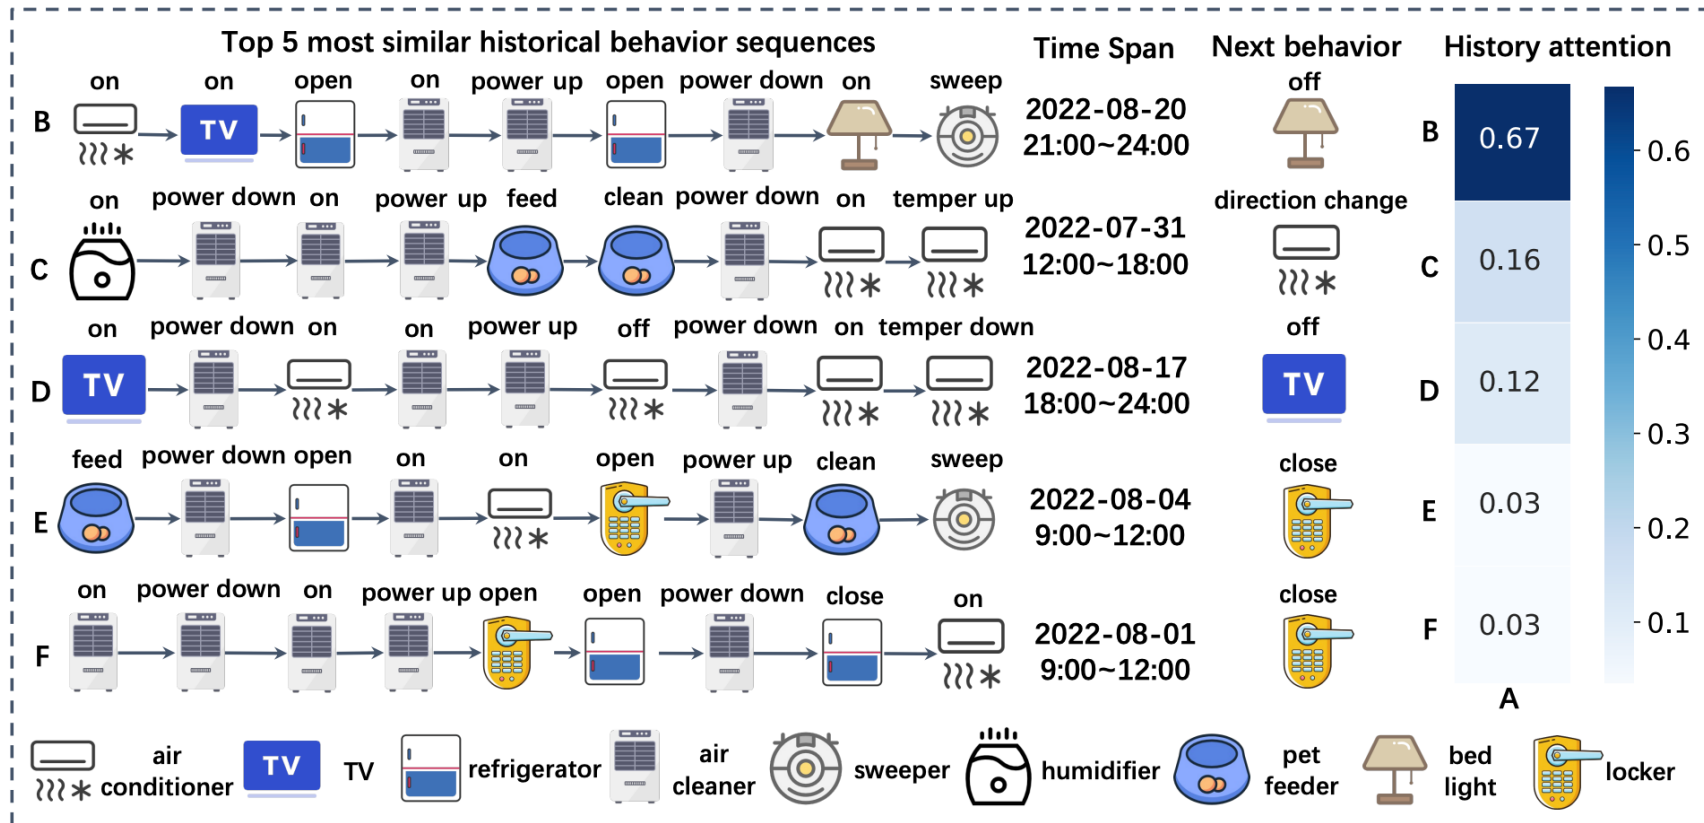 Top 5 most similar historical behavior sequences Time Span Next behavior History attention
on on open on power up open power down on sweep off
B TV 2022-08-20 21:00~24:00 B 0.67
0.6
on power down on power up feed clean power down on temper up direction change
0.5
C 2022-07-31 12:00~18:00 C 0.16
on power down on on power up off power down on temper down off
0.4
D TV 2022-08-17 18:00~24:00 TV D 0.12
0.3
feed power down open on on open power up clean sweep close
E 2022-08-04 9:00~12:00 E 0.03
0.2
on power down on power up open open power down close on close
F 2022-08-01 9:00~12:00 F 0.03
0.1
A
air conditioner TV TV refrigerator air cleaner sweeper humidifier pet feeder bed light locker